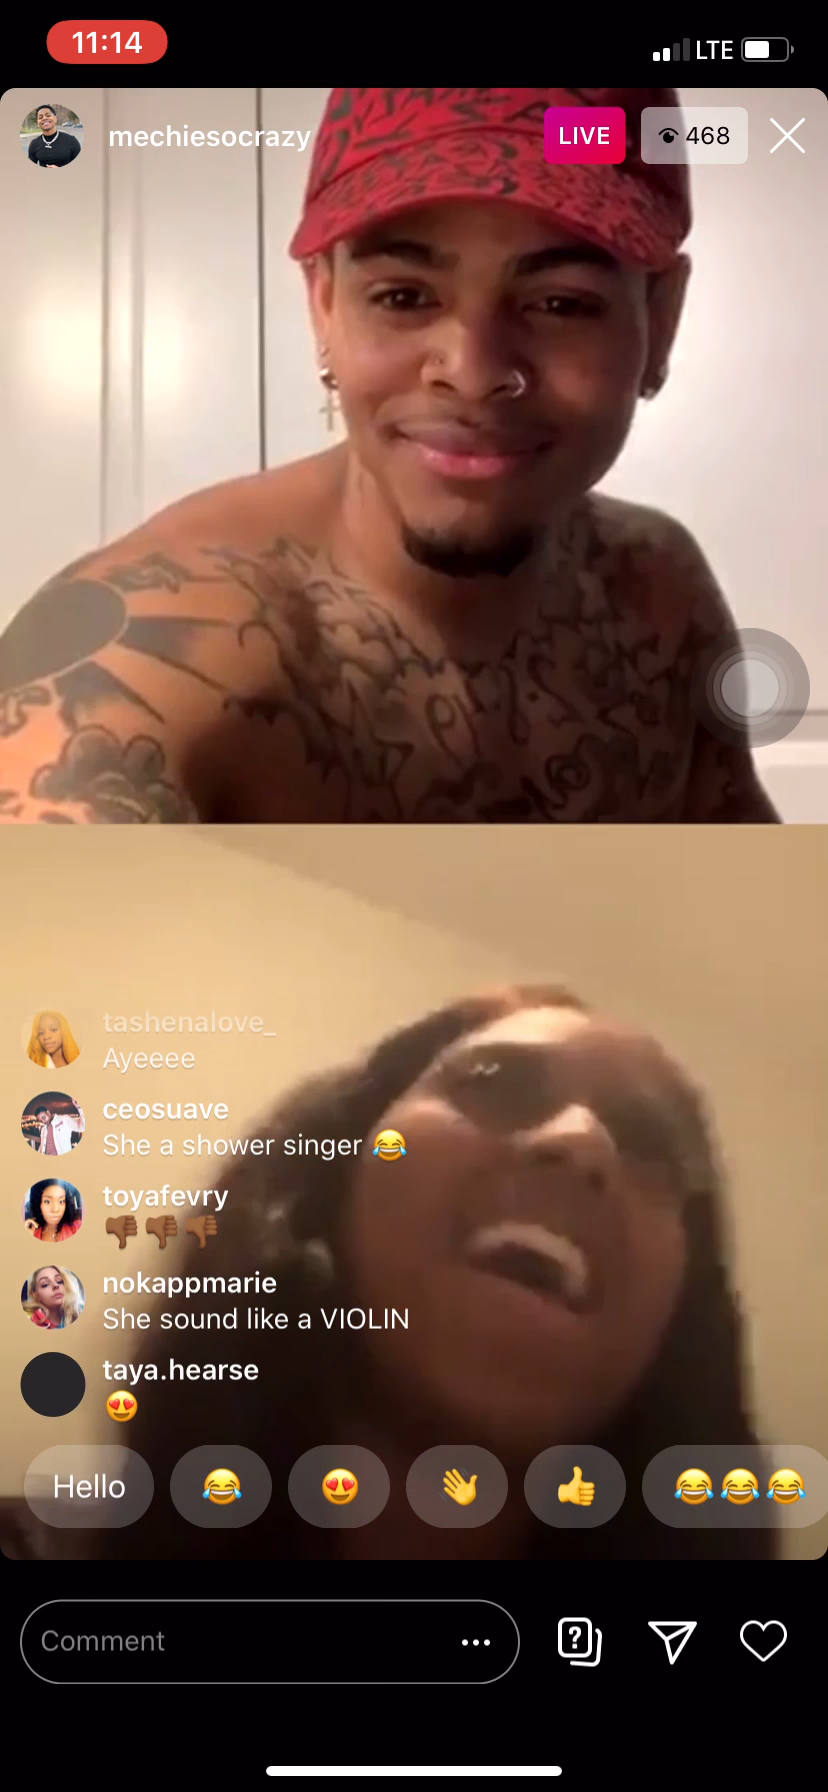 11:14
LTE
mechiesocrazy
LIVE
468
tashenalove_
Ayeeee
ceosuave
She a shower singer 😂
toyafevry
👎🏾👎🏾👎🏾
nokappmarie
She sound like a VIOLIN
taya.hearse
😍
Hello 😂 😍 👋 👍 😂😂😂
Comment